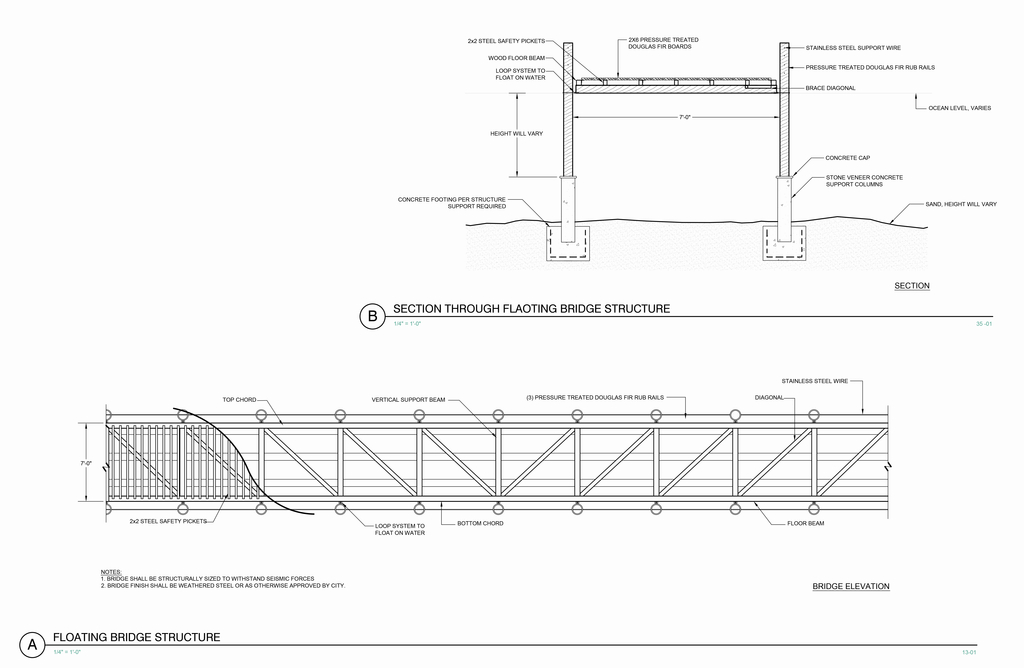 2x2 STEEL SAFETY PICKETS
WOOD FLOOR BEAM
LOOP SYSTEM TO
FLOAT ON WATER
2X6 PRESSURE TREATED
DOUGLAS FIR BOARDS
STAINLESS STEEL SUPPORT WIRE
PRESSURE TREATED DOUGLAS FIR RUB RAILS
BRACE DIAGONAL
OCEAN LEVEL, VARIES
7'-0"
HEIGHT WILL VARY
CONCRETE CAP
STONE VENEER CONCRETE
SUPPORT COLUMNS
CONCRETE FOOTING PER STRUCTURE
SUPPORT REQUIRED
SAND, HEIGHT WILL VARY
SECTION
B
SECTION THROUGH FLAOTING BRIDGE STRUCTURE
1/4" = 1'-0"
35 -01
STAINLESS STEEL WIRE
TOP CHORD
VERTICAL SUPPORT BEAM
(3) PRESSURE TREATED DOUGLAS FIR RUB RAILS
DIAGONAL
7'-0"
2x2 STEEL SAFETY PICKETS
LOOP SYSTEM TO
FLOAT ON WATER
BOTTOM CHORD
FLOOR BEAM
NOTES:
1. BRIDGE SHALL BE STRUCTURALLY SIZED TO WITHSTAND SEISMIC FORCES
2. BRIDGE FINISH SHALL BE WEATHERED STEEL OR AS OTHERWISE APPROVED BY CITY.
BRIDGE ELEVATION
A
FLOATING BRIDGE STRUCTURE
1/4" = 1'-0"
13-01